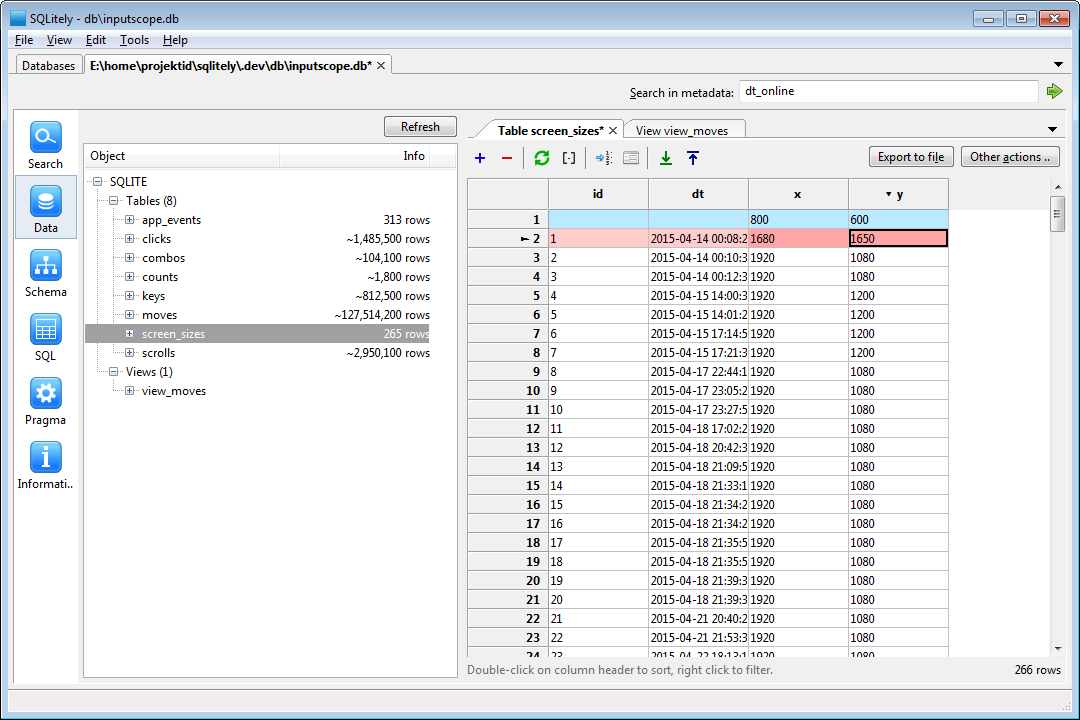 SQLitely - db\inputscope.db
File View Edit Tools Help
Databases E:\home\projektid\sqlitely\.dev\db\inputscope.db*
Search in metadata: dt_online
Search
Data
Schema
SQL
Pragma
Informati..
Refresh
Object Info
SQLITE
Tables (8)
app_events 313 rows
clicks ~1,485,500 rows
combos ~104,100 rows
counts ~1,800 rows
keys ~812,500 rows
moves ~127,514,200 rows
screen_sizes 265 rows
scrolls ~2,950,100 rows
Views (1)
view_moves
Table screen_sizes* View view_moves
Export to file Other actions ..
id dt x y
1 800 600
2 1 2015-04-14 00:08:2 1680 1650
3 2 2015-04-14 00:10:3 1920 1080
4 3 2015-04-14 00:12:3 1920 1080
5 4 2015-04-15 14:00:3 1920 1200
6 5 2015-04-15 14:01:2 1920 1200
7 6 2015-04-15 17:14:5 1920 1200
8 7 2015-04-15 17:21:3 1920 1200
9 8 2015-04-17 22:44:1 1920 1080
10 9 2015-04-17 23:05:2 1920 1080
11 10 2015-04-17 23:27:5 1920 1080
12 11 2015-04-18 17:02:2 1920 1080
13 12 2015-04-18 20:42:3 1920 1080
14 13 2015-04-18 21:09:5 1920 1080
15 14 2015-04-18 21:33:1 1920 1080
16 15 2015-04-18 21:34:2 1920 1080
17 16 2015-04-18 21:34:2 1920 1080
18 17 2015-04-18 21:35:5 1920 1080
19 18 2015-04-18 21:35:5 1920 1080
20 19 2015-04-18 21:39:3 1920 1080
21 20 2015-04-18 21:39:3 1920 1080
22 21 2015-04-21 20:40:2 1920 1080
23 22 2015-04-21 21:53:3 1920 1080
24 23 2015-04-22 18:13:1 1920 1080
Double-click on column header to sort, right click to filter. 266 rows